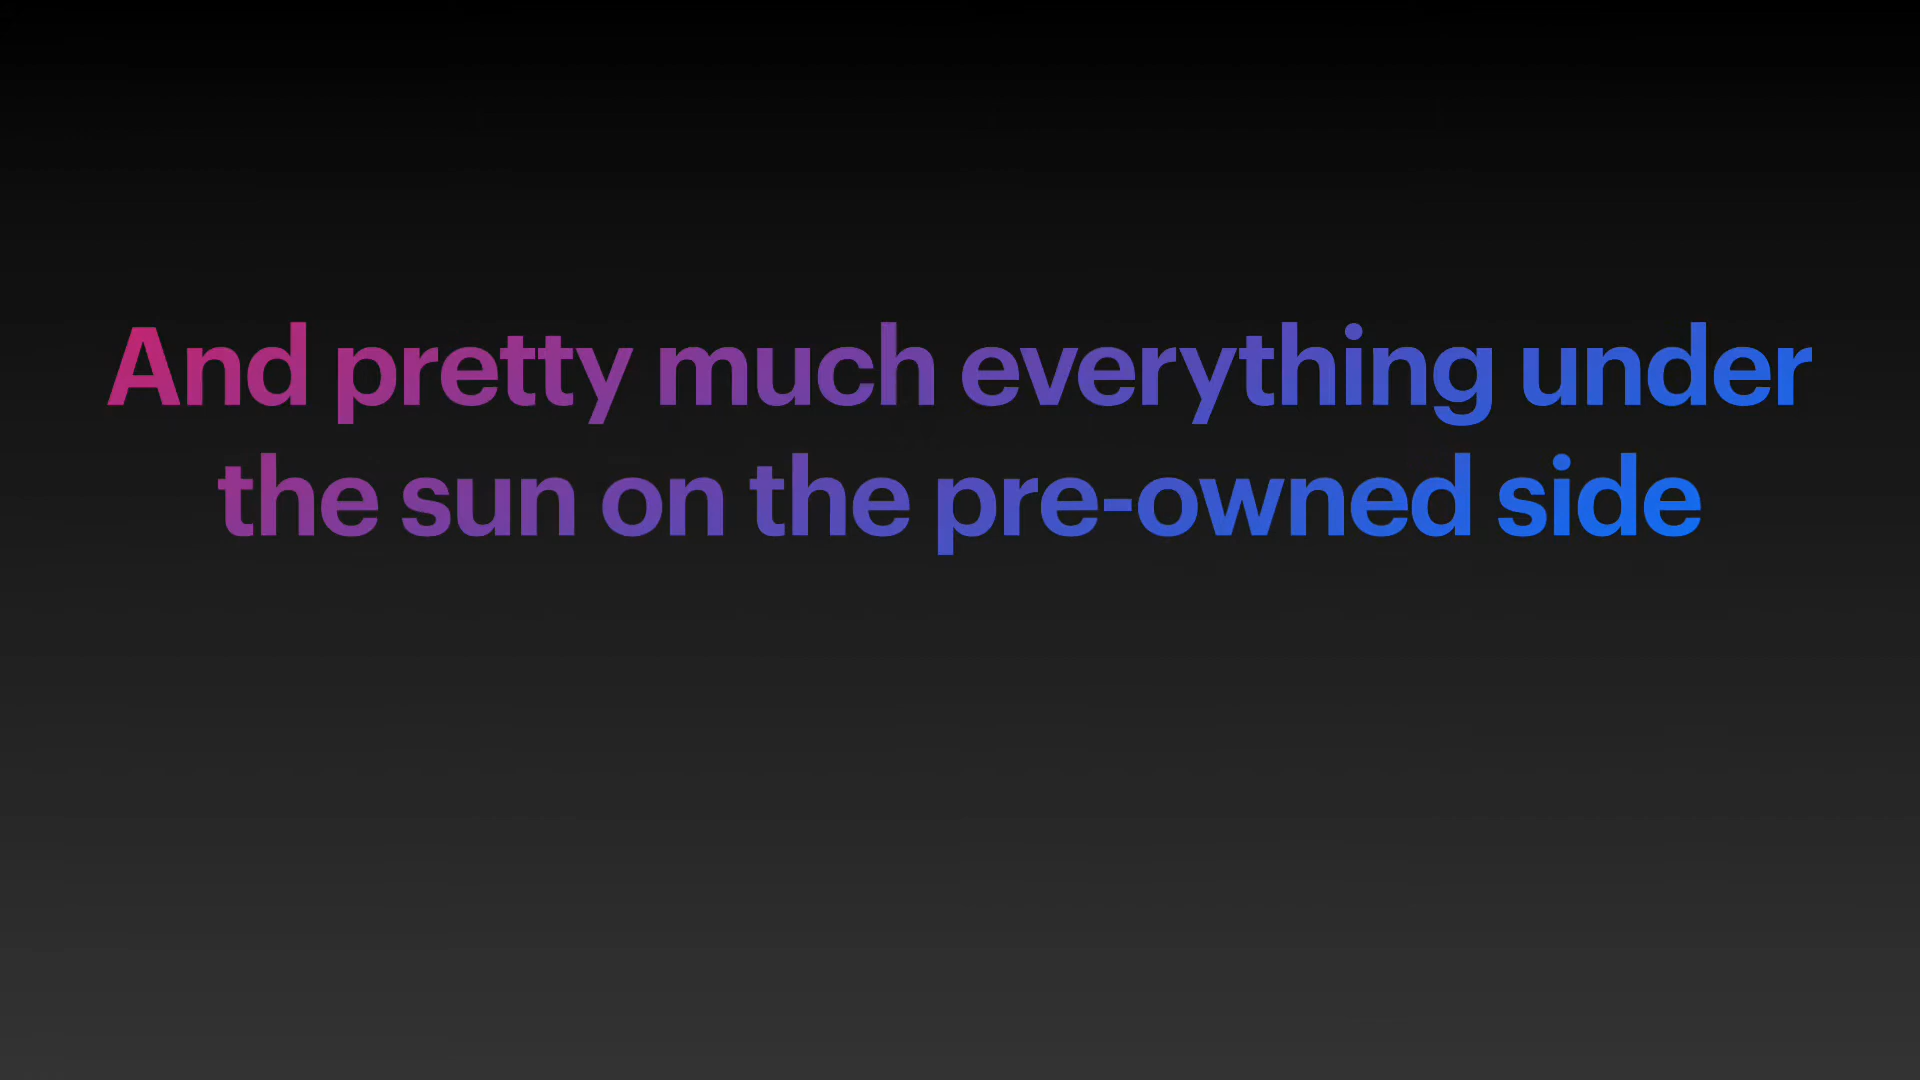 And pretty much everything under
the sun on the pre-owned side